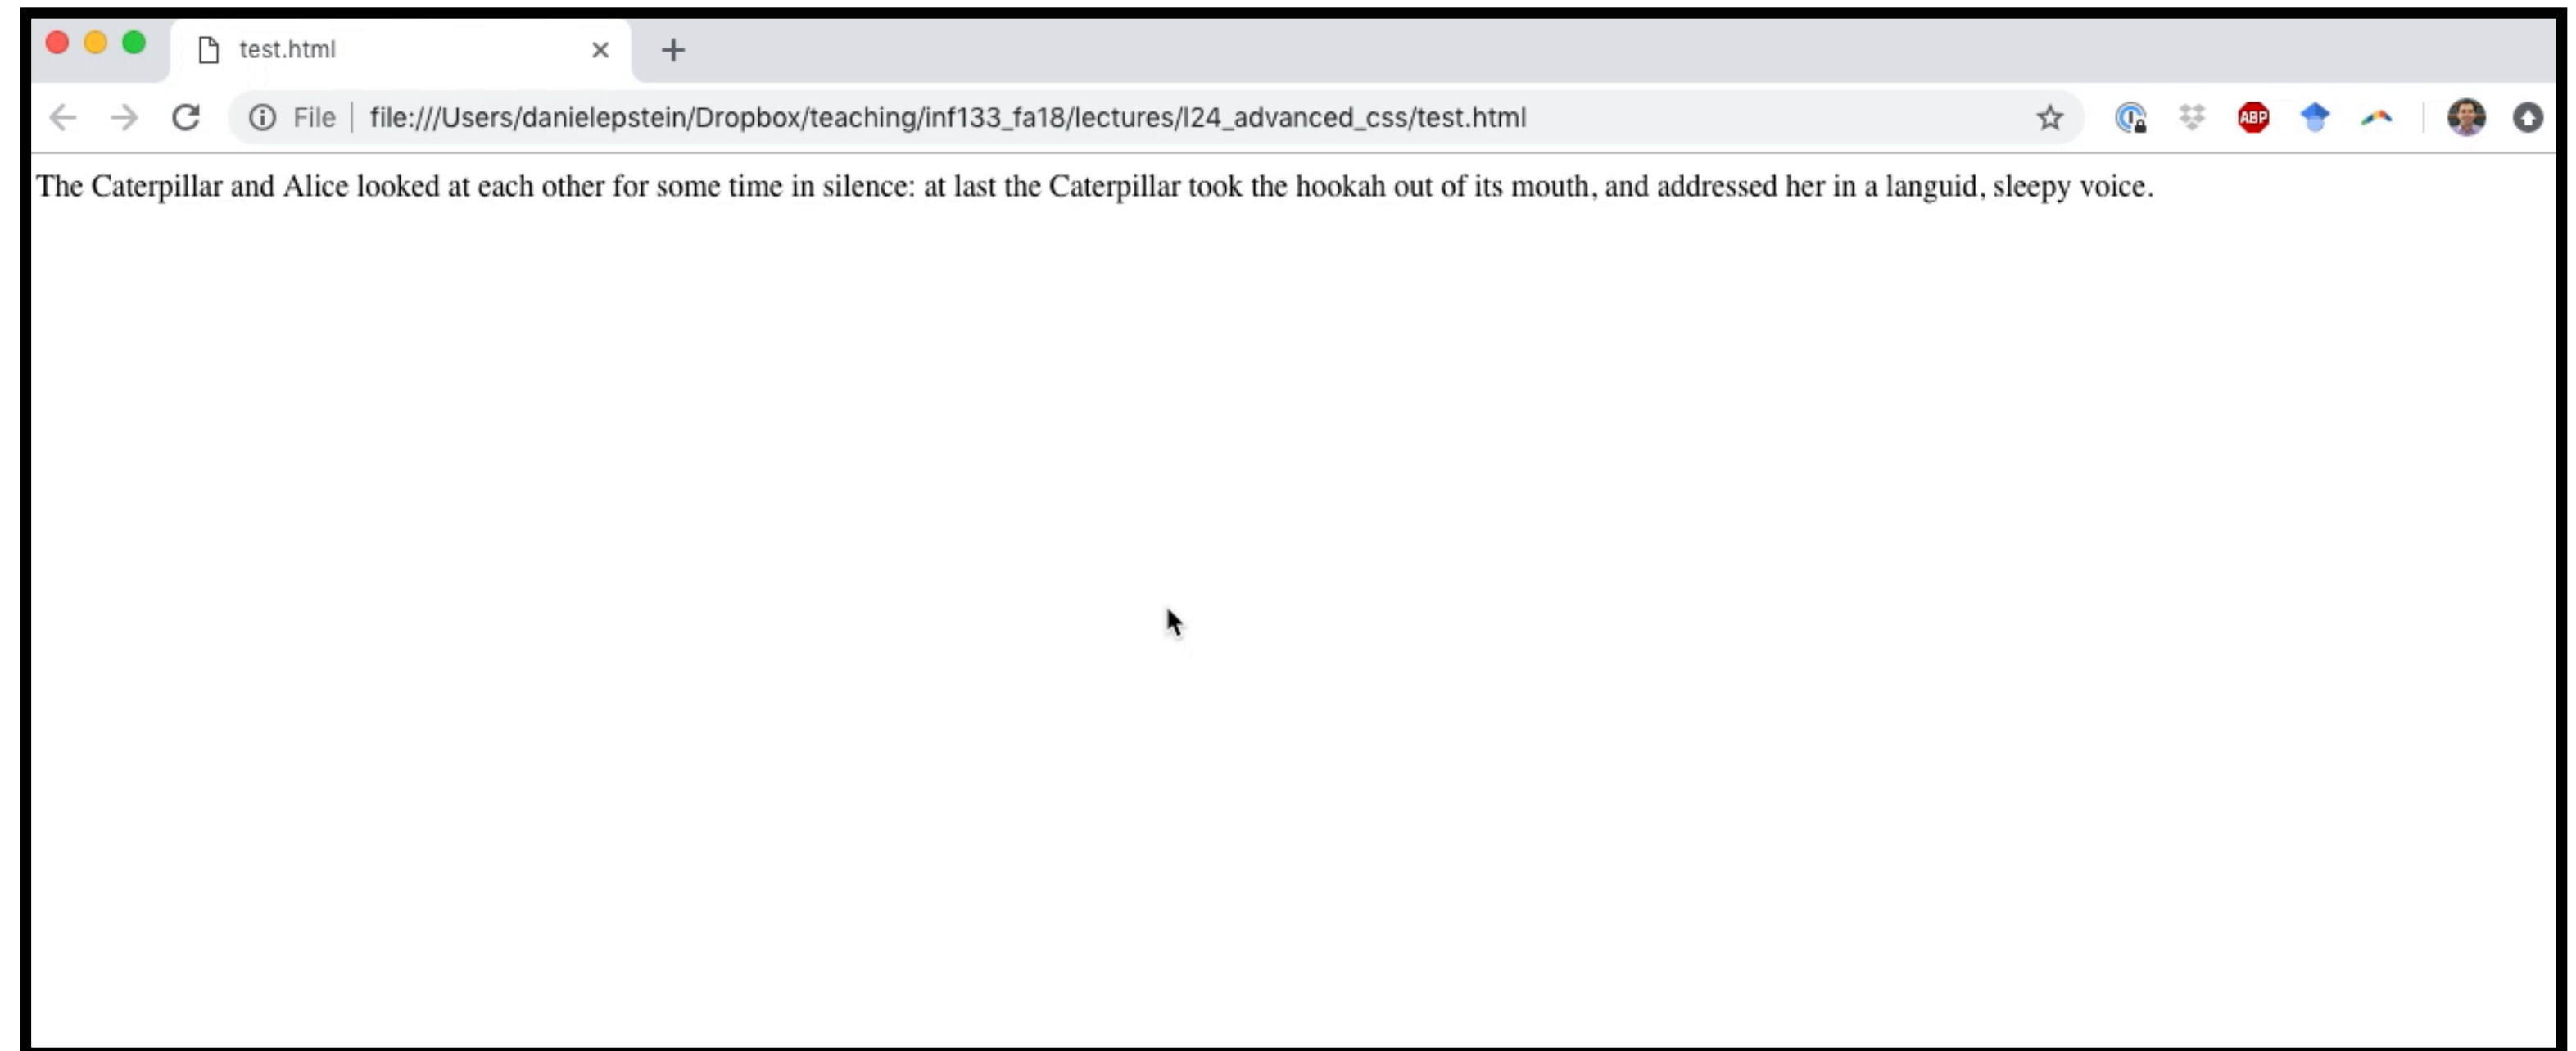 test.html
File file:///Users/danielepstein/Dropbox/teaching/inf133_fa18/lectures/l24_advanced_css/test.html
ABP
The Caterpillar and Alice looked at each other for some time in silence: at last the Caterpillar took the hookah out of its mouth, and addressed her in a languid, sleepy voice.